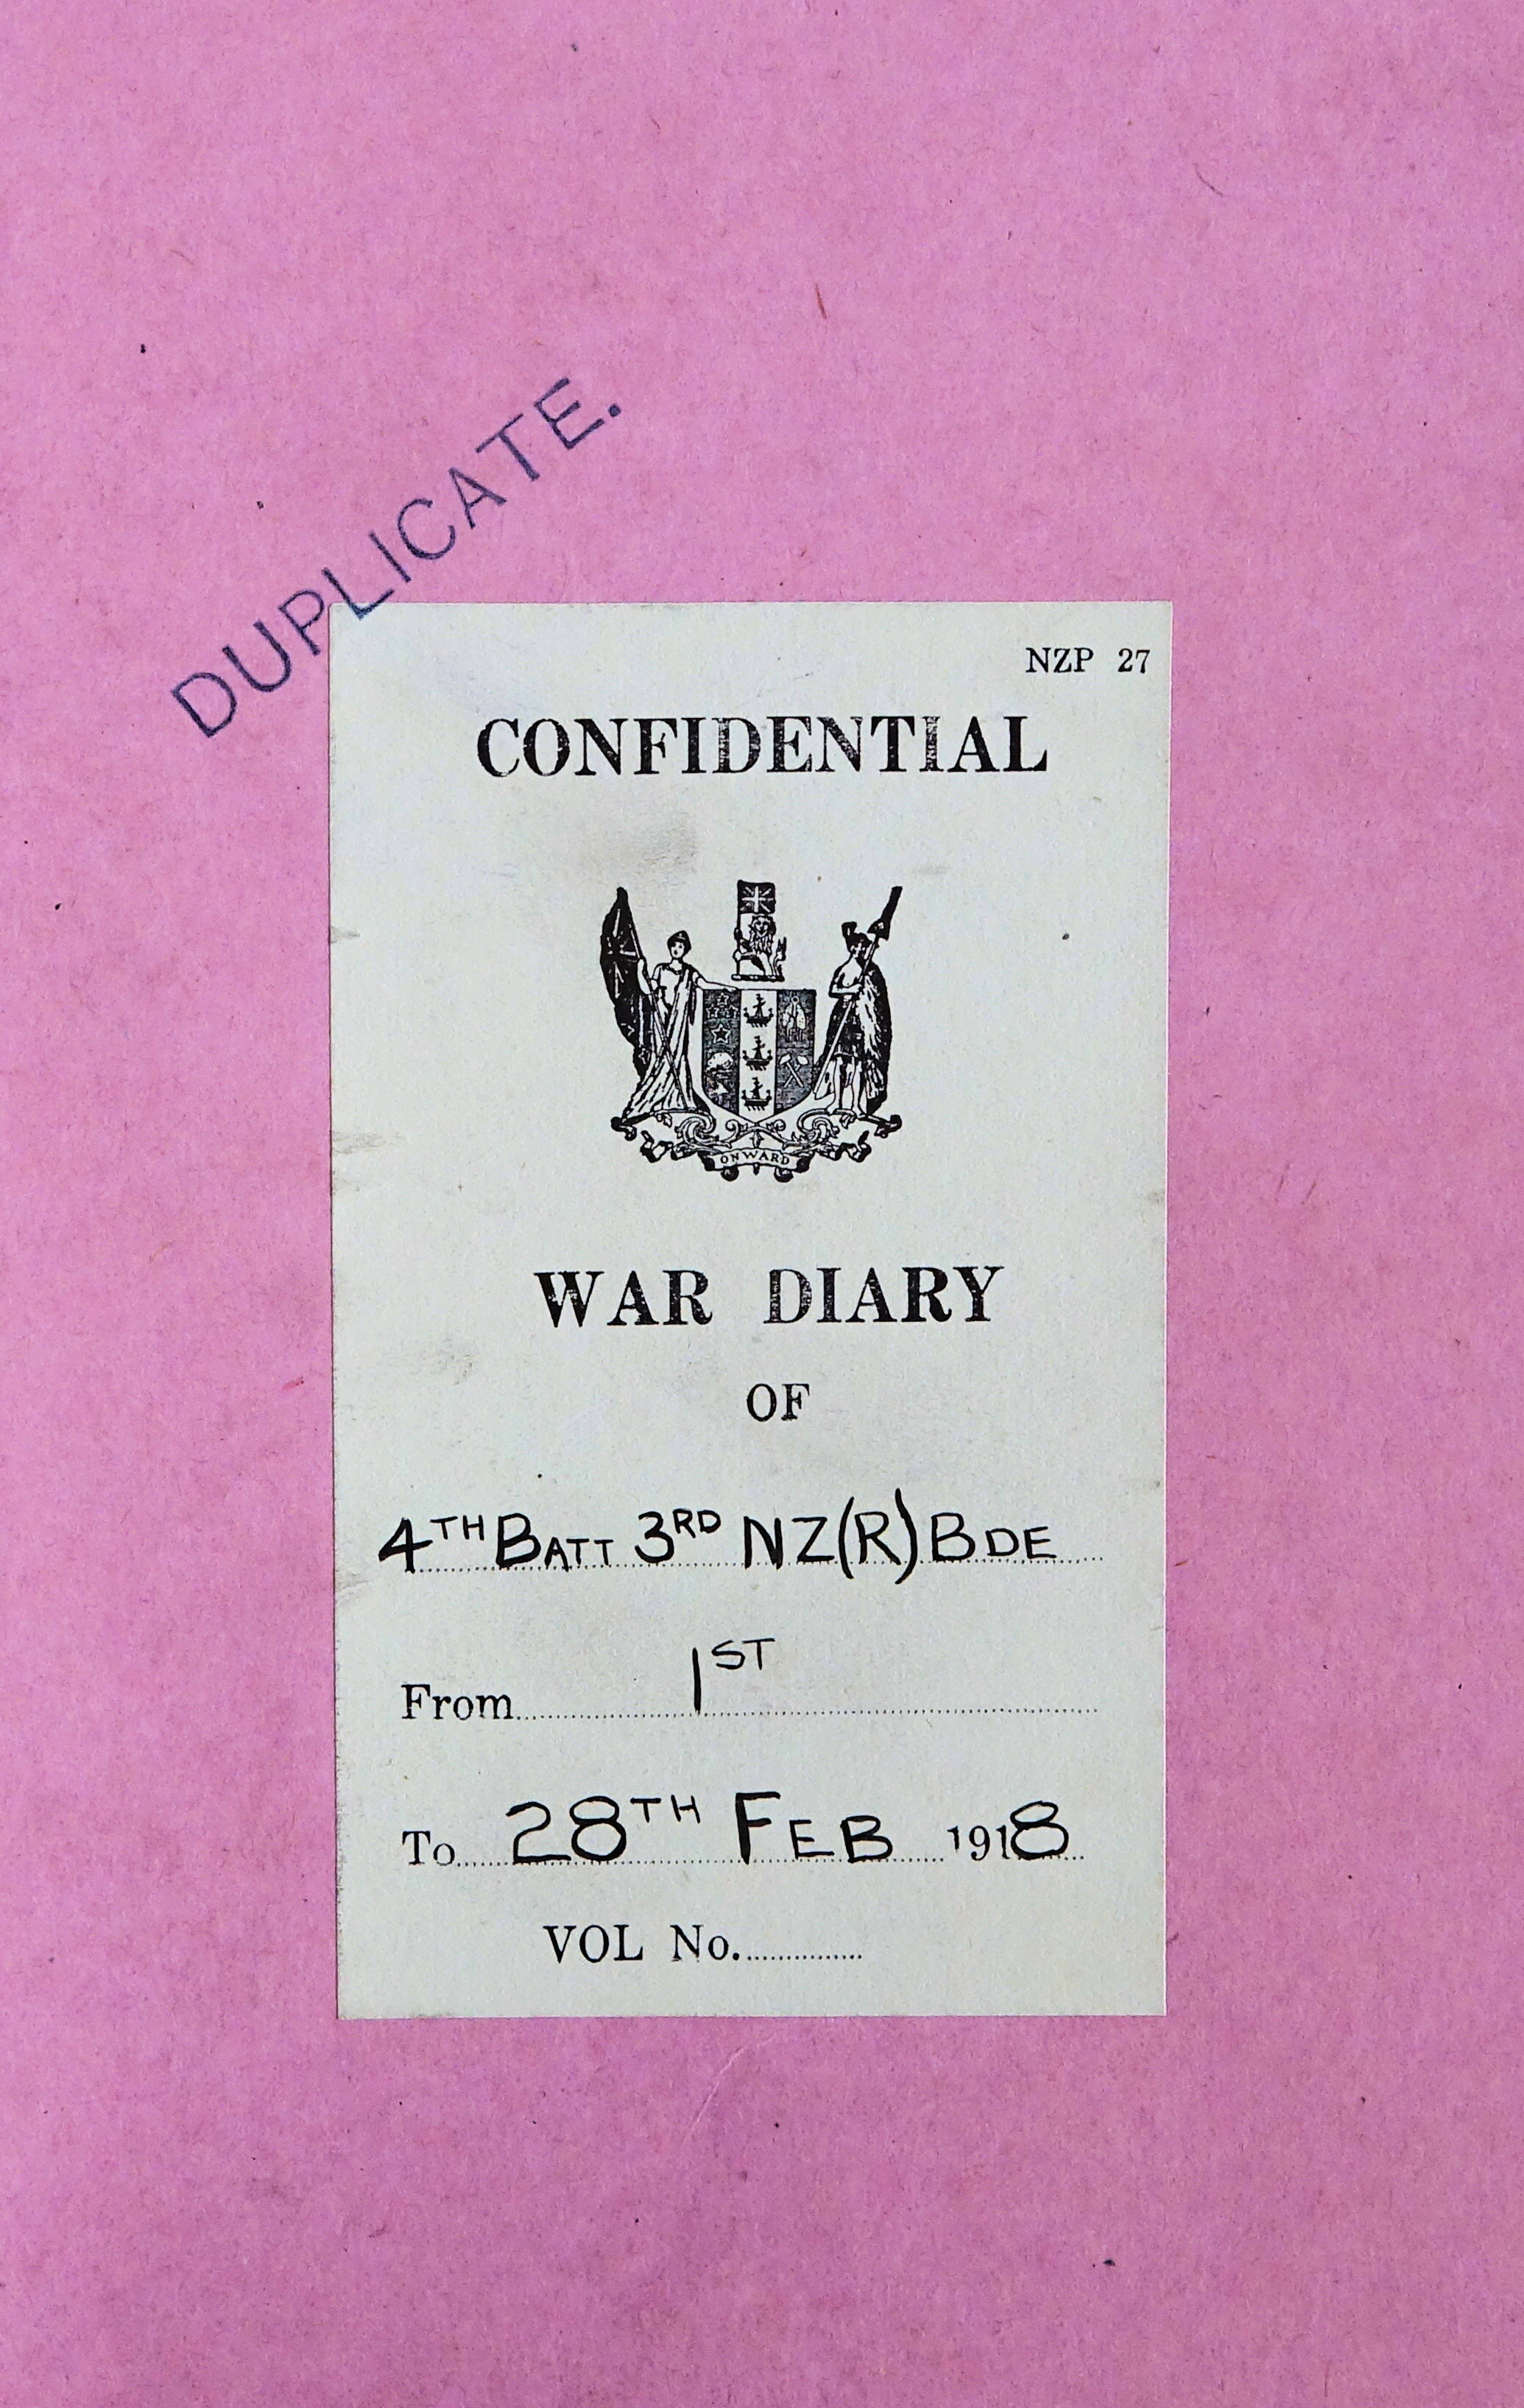 DUPLICATE.
NZP 27
CONFIDENTIAL
ONWARD
WAR DIARY
OF
4TH BATT 3RD NZ(R) BDE
From 1ST
To 28TH FEB 1918
VOL No.